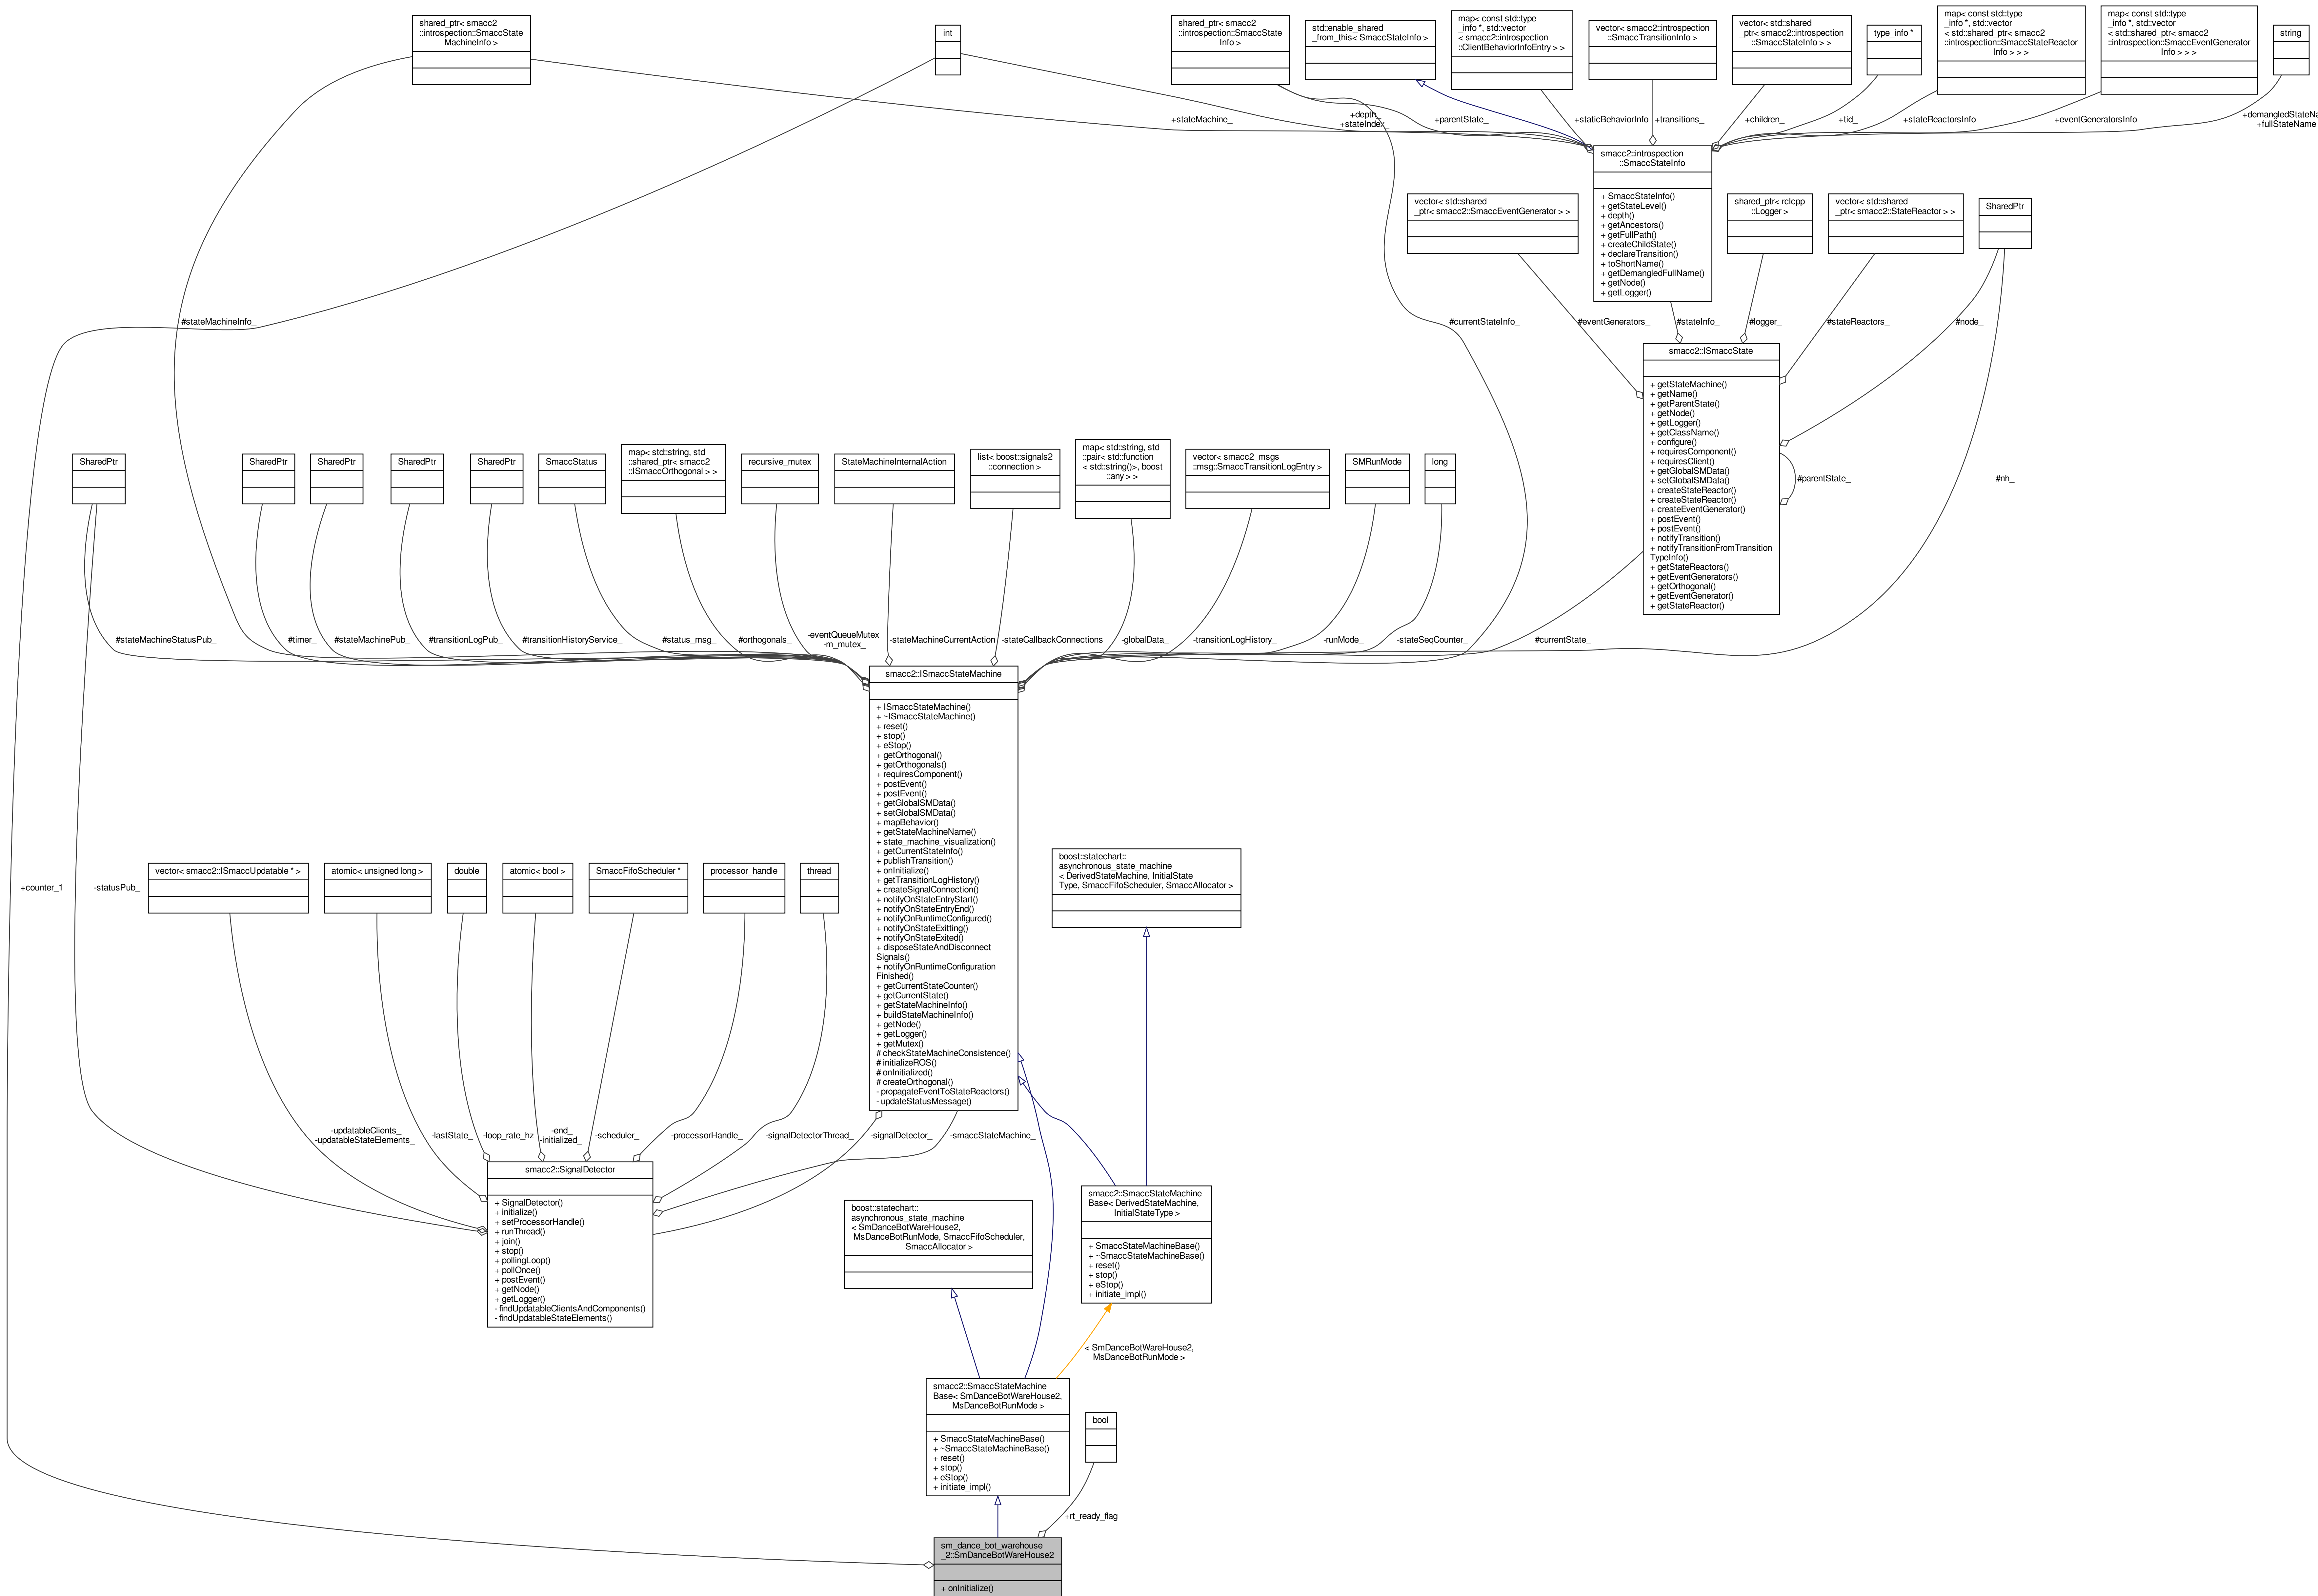 shared_ptr< smacc2
::introspection::SmaccState
MachineInfo >
int
shared_ptr< smacc2
::introspection::SmaccState
Info >
std::enable_shared
_from_this< SmaccStateInfo >
map< const std::type
_info *, std::vector
< smacc2::introspection
::ClientBehaviorInfoEntry > >
vector< smacc2::introspection
::SmaccTransitionInfo >
vector< std::shared
_ptr< smacc2::introspection
::SmaccStateInfo > >
type_info *
map< const std::type
_info *, std::vector
< std::shared_ptr< smacc2
::introspection::SmaccStateReactor
Info > > >
map< const std::type
_info *, std::vector
< std::shared_ptr< smacc2
::introspection::SmaccEventGenerator
Info > > >
string
+stateMachine_
+depth_
+stateIndex_
+parentState_
+staticBehaviorInfo
+transitions_
+children_
+tid_
+stateReactorsInfo
+eventGeneratorsInfo
+demangledStateNa
+fullStateName
smacc2::introspection
::SmaccStateInfo
+ SmaccStateInfo()
+ getStateLevel()
+ depth()
+ getAncestors()
+ getFullPath()
+ createChildState()
+ declareTransition()
+ toShortName()
+ getDemangledFullName()
+ getNode()
+ getLogger()
vector< std::shared
_ptr< smacc2::SmaccEventGenerator > >
shared_ptr< rclcpp
::Logger >
vector< std::shared
_ptr< smacc2::StateReactor > >
SharedPtr
#stateMachineInfo_
#currentStateInfo_
#eventGenerators_
#stateInfo_
#logger_
#stateReactors_
#node_
smacc2::ISmaccState
+ getStateMachine()
+ getName()
+ getParentState()
+ getNode()
+ getLogger()
+ getClassName()
+ configure()
+ requiresComponent()
+ requiresClient()
+ getGlobalSMData()
+ setGlobalSMData()
+ createStateReactor()
+ createStateReactor()
+ createEventGenerator()
+ postEvent()
+ postEvent()
+ notifyTransition()
+ notifyTransitionFromTransition
TypeInfo()
+ getStateReactors()
+ getEventGenerators()
+ getOrthogonal()
+ getEventGenerator()
+ getStateReactor()
#parentState_
#nh_
SharedPtr
SharedPtr
SharedPtr
SharedPtr
SharedPtr
SmaccStatus
map< std::string, std
::shared_ptr< smacc2
::ISmaccOrthogonal > >
recursive_mutex
StateMachineInternalAction
list< boost::signals2
::connection >
map< std::string, std
::pair< std::function
< std::string()>, boost
::any > >
vector< smacc2_msgs
::msg::SmaccTransitionLogEntry >
SMRunMode
long
#stateMachineStatusPub_
#timer_
#stateMachinePub_
#transitionLogPub_
#transitionHistoryService_
#status_msg_
#orthogonals_
-eventQueueMutex_
-m_mutex_
-stateMachineCurrentAction
-stateCallbackConnections
-globalData_
-transitionLogHistory_
-runMode_
-stateSeqCounter_
#currentState_
smacc2::ISmaccStateMachine
+ ISmaccStateMachine()
+ ~ISmaccStateMachine()
+ reset()
+ stop()
+ eStop()
+ getOrthogonal()
+ getOrthogonals()
+ requiresComponent()
+ postEvent()
+ postEvent()
+ getGlobalSMData()
+ setGlobalSMData()
+ mapBehavior()
+ getStateMachineName()
+ state_machine_visualization()
+ getCurrentStateInfo()
+ publishTransition()
+ onInitialize()
+ getTransitionLogHistory()
+ createSignalConnection()
+ notifyOnStateEntryStart()
+ notifyOnStateEntryEnd()
+ notifyOnRuntimeConfigured()
+ notifyOnStateExitting()
+ notifyOnStateExited()
+ disposeStateAndDisconnect
Signals()
+ notifyOnRuntimeConfiguration
Finished()
+ getCurrentStateCounter()
+ getCurrentState()
+ getStateMachineInfo()
+ buildStateMachineInfo()
+ getNode()
+ getLogger()
+ getMutex()
# checkStateMachineConsistence()
# initializeROS()
# onInitialized()
# createOrthogonal()
- propagateEventToStateReactors()
- updateStatusMessage()
+counter_1
-statusPub_
vector< smacc2::ISmaccUpdatable * >
atomic< unsigned long >
double
atomic< bool >
SmaccFifoScheduler *
processor_handle
thread
boost::statechart::
asynchronous_state_machine
< DerivedStateMachine, InitialState
Type, SmaccFifoScheduler, SmaccAllocator >
-updatableClients_
-updatableStateElements_
-lastState_
-loop_rate_hz
-end_
-initialized_
-scheduler_
-processorHandle_
-signalDetectorThread_
-signalDetector_
-smaccStateMachine_
smacc2::SignalDetector
+ SignalDetector()
+ initialize()
+ setProcessorHandle()
+ runThread()
+ join()
+ stop()
+ pollingLoop()
+ pollOnce()
+ postEvent()
+ getNode()
+ getLogger()
- findUpdatableClientsAndComponents()
- findUpdatableStateElements()
boost::statechart::
asynchronous_state_machine
< SmDanceBotWareHouse2,
MsDanceBotRunMode, SmaccFifoScheduler,
SmaccAllocator >
smacc2::SmaccStateMachine
Base< DerivedStateMachine,
InitialStateType >
+ SmaccStateMachineBase()
+ ~SmaccStateMachineBase()
+ reset()
+ stop()
+ eStop()
+ initiate_impl()
< SmDanceBotWareHouse2,
MsDanceBotRunMode >
smacc2::SmaccStateMachine
Base< SmDanceBotWareHouse2,
MsDanceBotRunMode >
+ SmaccStateMachineBase()
+ ~SmaccStateMachineBase()
+ reset()
+ stop()
+ eStop()
+ initiate_impl()
bool
+rt_ready_flag
sm_dance_bot_warehouse
_2::SmDanceBotWareHouse2
+ onInitialize()